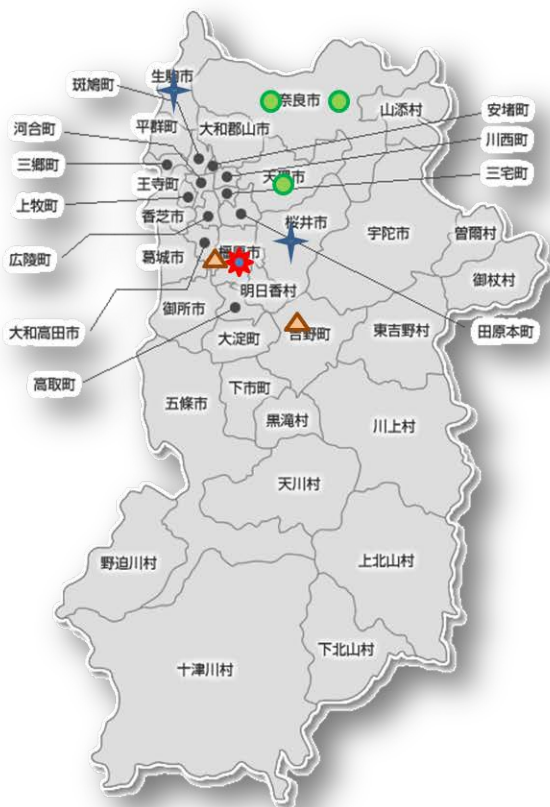 生駒市
斑鳩町
奈良市
山添村
安堵町
河合町
平群町
大和郡山市
川西町
三郷町
三宅町
王寺町
天理市
上牧町
香芝市
桜井市
宇陀市
曽爾村
広陵町
葛城市
橿原市
御杖村
明日香村
御所市
大和高田市
大淀町
吉野町
東吉野村
田原本町
高取町
下市町
五條市
黒滝村
川上村
天川村
野迫川村
上北山村
下北山村
十津川村